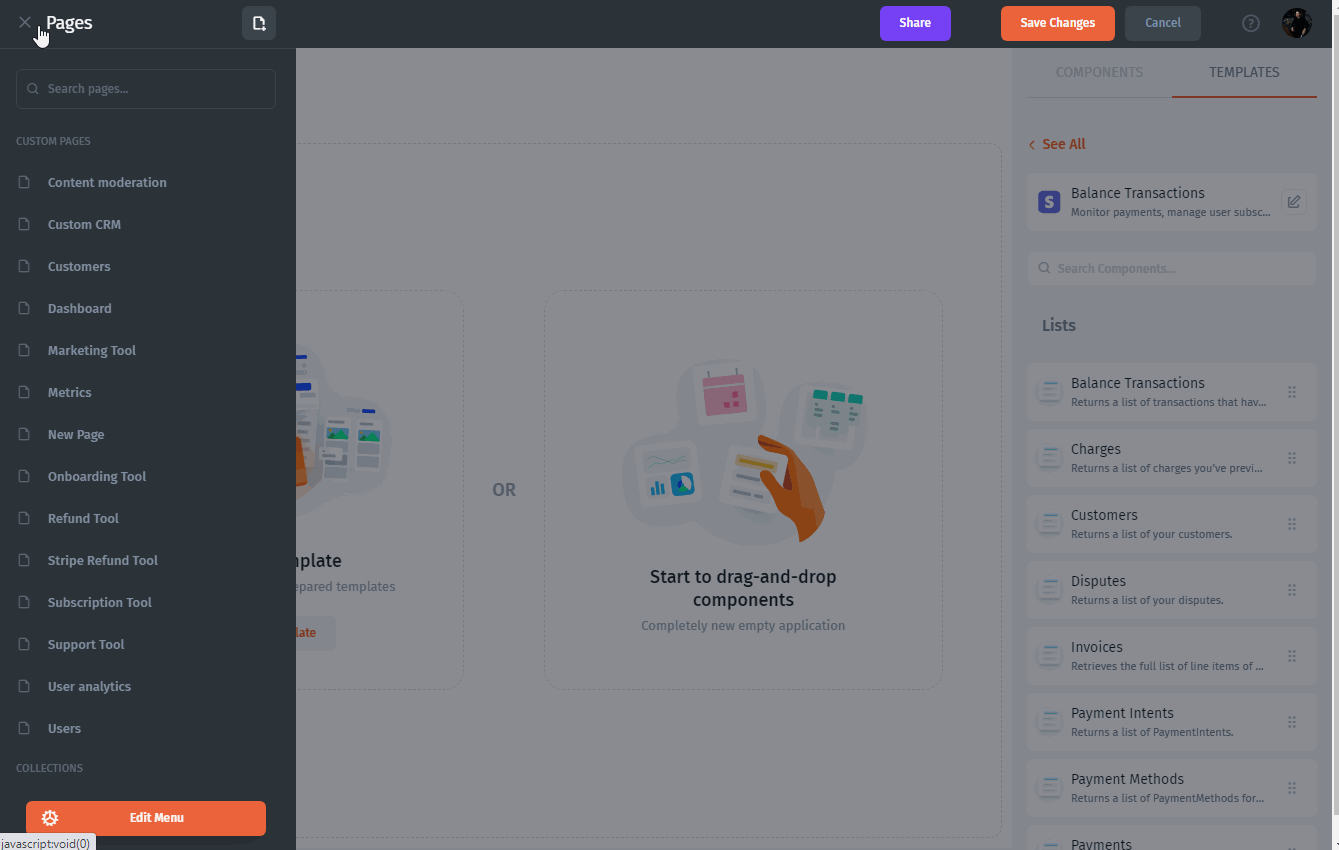 Pages
Share
Save Changes
Cancel
?
Search pages...
CUSTOM PAGES
Content moderation
Custom CRM
Customers
Dashboard
Marketing Tool
Metrics
New Page
Onboarding Tool
Refund Tool
Stripe Refund Tool
Subscription Tool
Support Tool
User analytics
Users
COLLECTIONS
Edit Menu
javascript:void(0)
mplate
epared templates
late
OR
Start to drag-and-drop
components
Completely new empty application
COMPONENTS
TEMPLATES
See All
S
Balance Transactions
Monitor payments, manage user subsc...
Search Components...
Lists
Balance Transactions
Returns a list of transactions that hav...
Charges
Returns a list of charges you've previ...
Customers
Returns a list of your customers.
Disputes
Returns a list of your disputes.
Invoices
Retrieves the full list of line items of ...
Payment Intents
Returns a list of PaymentIntents.
Payment Methods
Returns a list of PaymentMethods for...
Payments